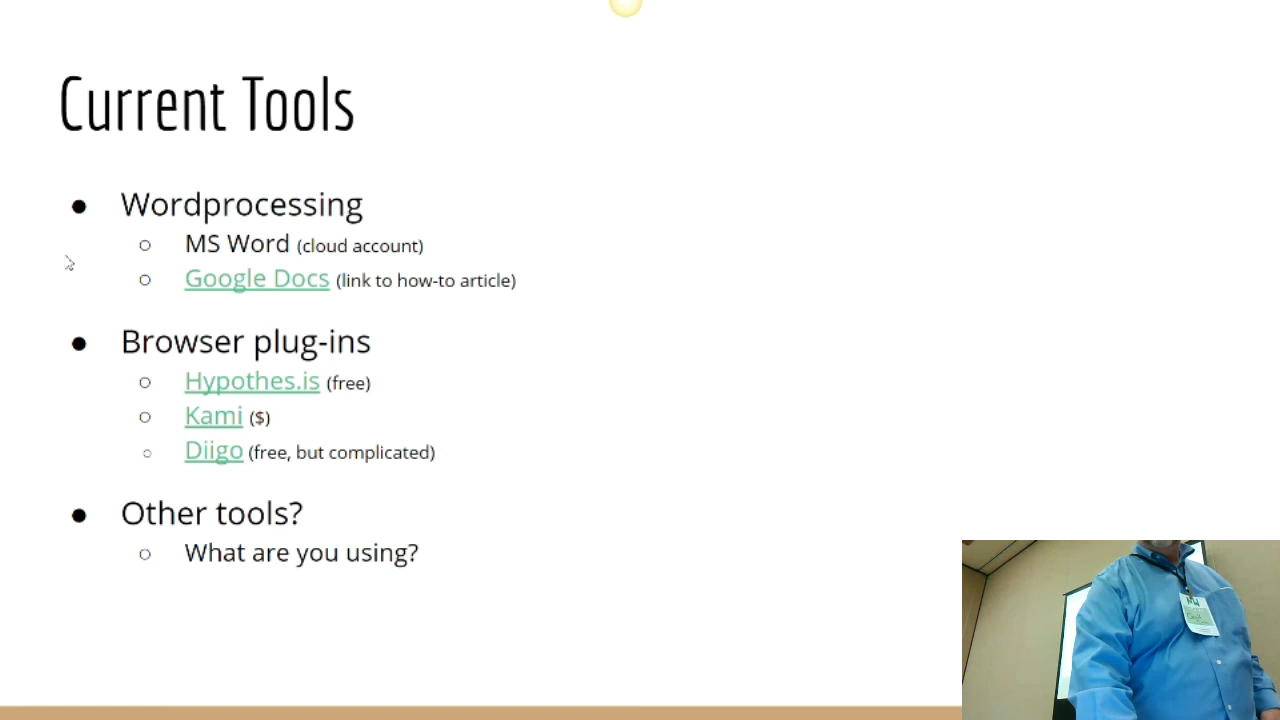 Current Tools
● Wordprocessing
○ MS Word (cloud account)
○ Google Docs (link to how-to article)
● Browser plug-ins
○ Hypothes.is (free)
○ Kami ($)
○ Diigo (free, but complicated)
● Other tools?
○ What are you using?